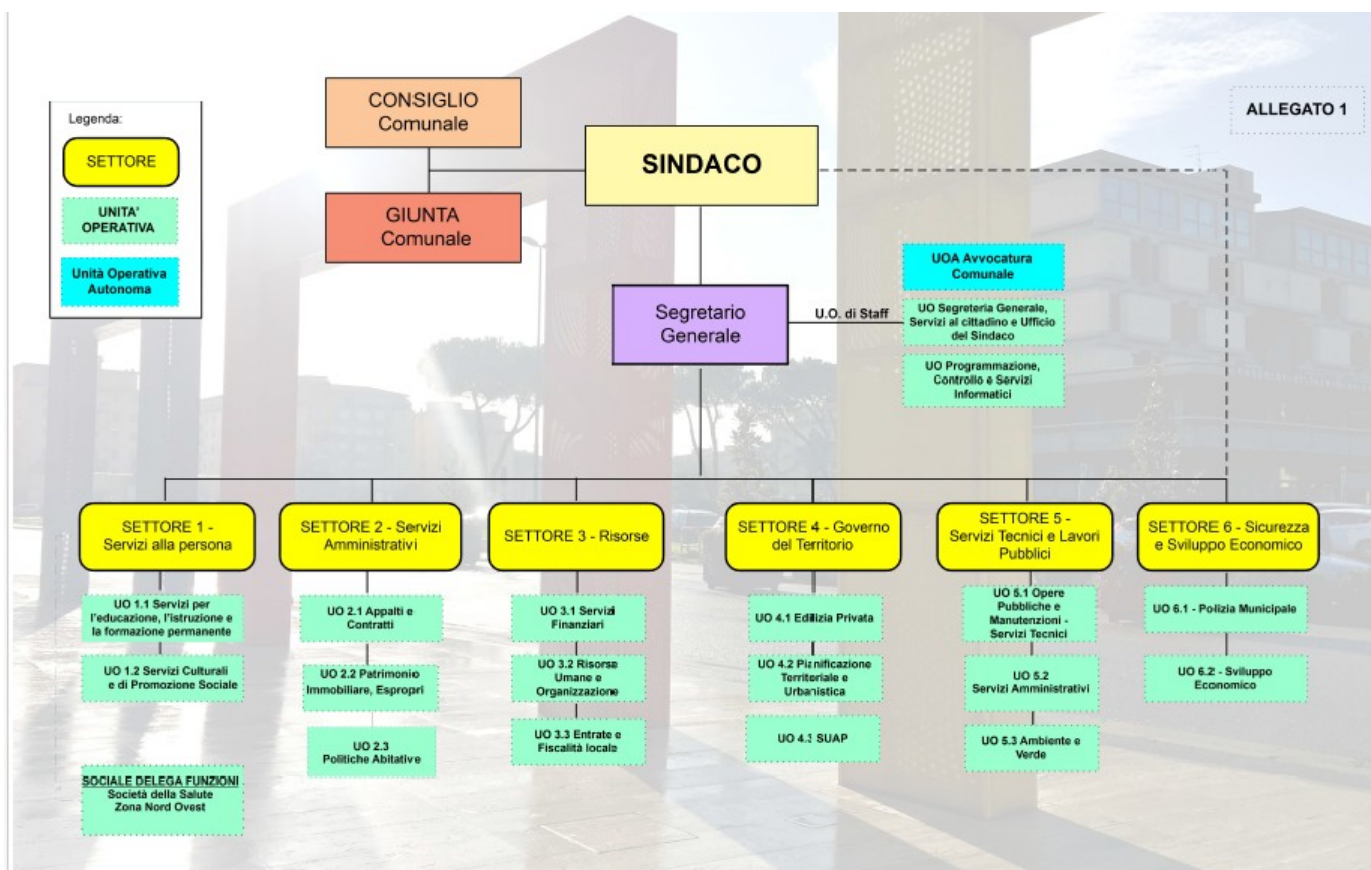 Legenda:
SETTORE
UNITA'
OPERATIVA
Unità Operativa
Autonoma
CONSIGLIO
Comunale
GIUNTA
Comunale
SINDACO
ALLEGATO 1
Segretario
Generale
U.O. di Staff
UOA Avvocatura
Comunale
UO Segreteria Generale,
Servizi al cittadino e Ufficio
del Sindaco
UO Programmazione,
Controllo e Servizi
Informatici
SETTORE 1 -
Servizi alla persona
UO 1.1 Servizi per
l'educazione, l'istruzione e
la formazione permanente
UO 1.2 Servizi Culturali
e di Promozione Sociale
SOCIALE DELEGA FUNZIONI
Società della Salute
Zona Nord Ovest
SETTORE 2 - Servizi
Amministrativi
UO 2.1 Appalti e
Contratti
UO 2.2 Patrimonio
Immobiliare, Espropri
UO 2.3
Politiche Abitative
SETTORE 3 - Risorse
UO 3.1 Servizi
Finanziari
UO 3.2 Risorse
Umane e
Organizzazione
UO 3.3 Entrate e
Fiscalità locale
SETTORE 4 - Governo
del Territorio
UO 4.1 Edilizia Privata
UO 4.2 Pianificazione
Territoriale e
Urbanistica
UO 4.3 SUAP
SETTORE 5 -
Servizi Tecnici e Lavori
Pubblici
UO 5.1 Opere
Pubbliche e
Manutenzioni -
Servizi Tecnici
UO 5.2
Servizi Amministrativi
UO 5.3 Ambiente e
Verde
SETTORE 6 - Sicurezza
e Sviluppo Economico
UO 6.1 - Polizia Municipale
UO 6.2 - Sviluppo
Economico